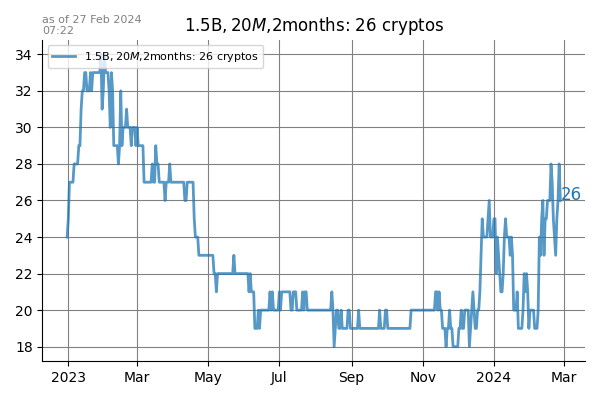 as of 27 Feb 2024
07:22
1.5B, 20M,2months: 26 cryptos
1.5B, 20M,2months: 26 cryptos
34
32
30
28
26
26
24
22
20
18
2023 Mar May Jul Sep Nov 2024 Mar